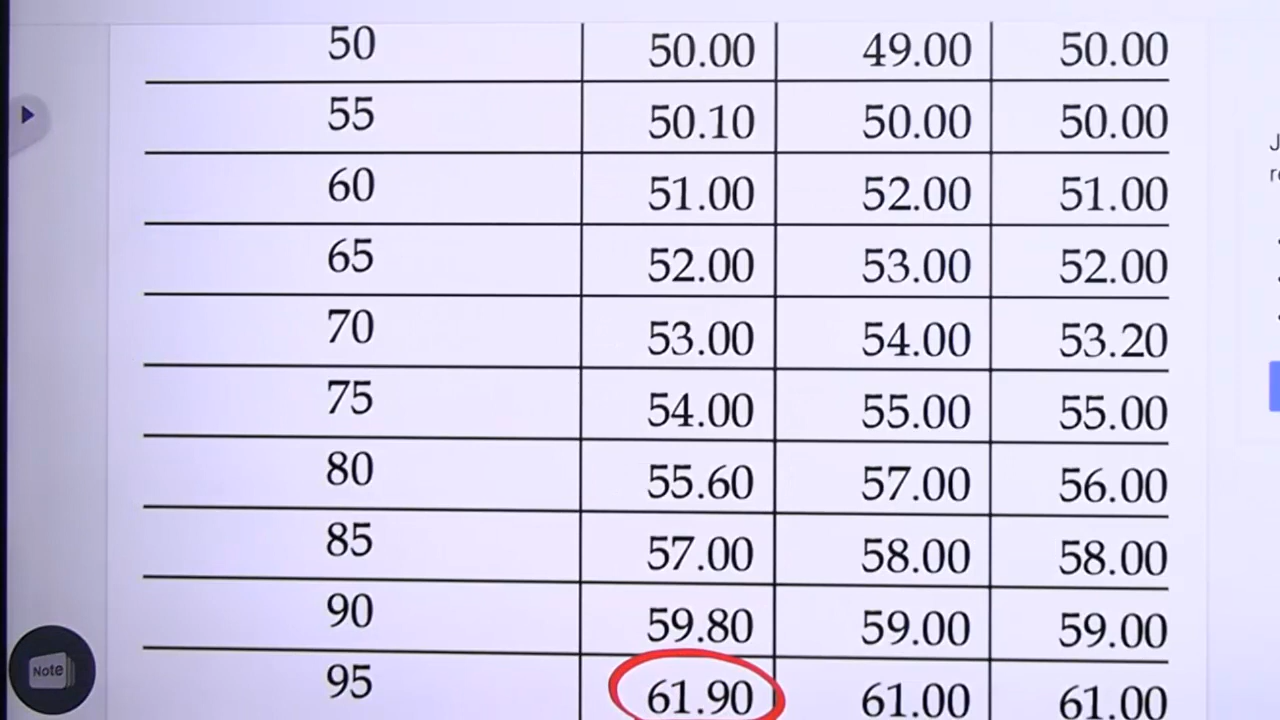 50 50.00 49.00 50.00
55 50.10 50.00 50.00
60 51.00 52.00 51.00
65 52.00 53.00 52.00
70 53.00 54.00 53.20
75 54.00 55.00 55.00
80 55.60 57.00 56.00
85 57.00 58.00 58.00
90 59.80 59.00 59.00
95 61.90 61.00 61.00
Note